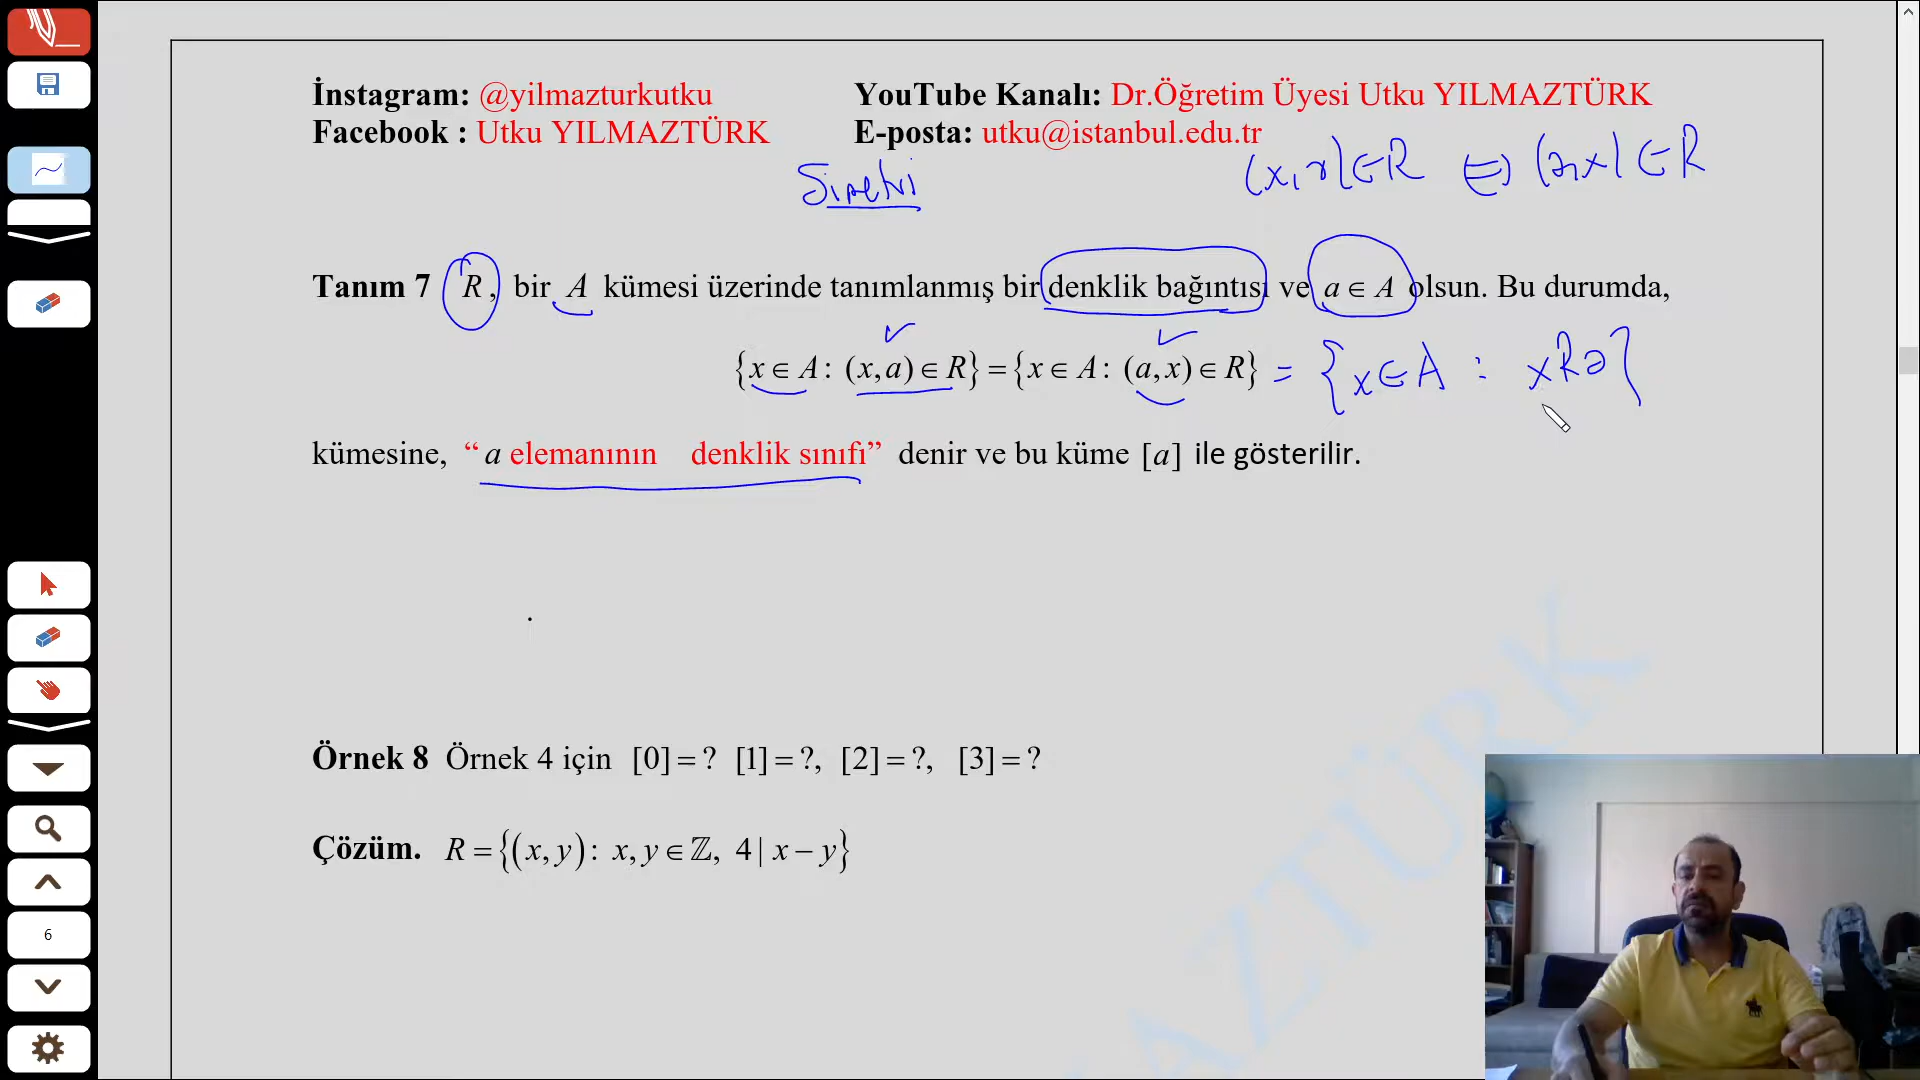 İnstagram: @yilmazturkutku YouTube Kanalı: Dr.Öğretim Üyesi Utku YILMAZTÜRK
Facebook : Utku YILMAZTÜRK E-posta: utku@istanbul.edu.tr
Simetri (x,y)∈R ⇔ (y,x)∈R
Tanım 7 R, bir A kümesi üzerinde tanımlanmış bir denklik bağıntısı ve a ∈ A olsun. Bu durumda,
{x ∈ A : (x,a) ∈ R} = {x ∈ A : (a,x) ∈ R} = {x∈A : xRa}
kümesine, “a elemanının denklik sınıfı” denir ve bu küme [a] ile gösterilir.
.
Örnek 8 Örnek 4 için [0] = ? [1] = ?, [2] = ?, [3] = ?
Çözüm. R = {(x,y) : x,y ∈ ℤ, 4 | x − y}
AZTÜRK
6